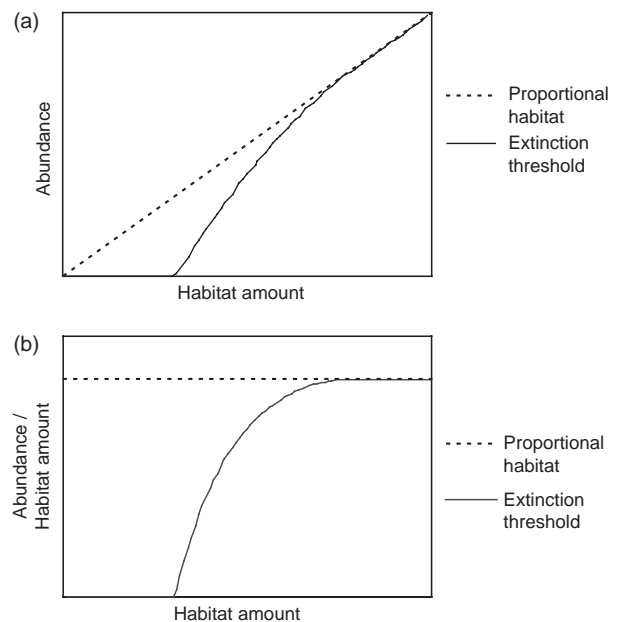 (a)
Abundance
Habitat amount
Proportional
habitat
Extinction
threshold
(b)
Abundance /
Habitat amount
Habitat amount
Proportional
habitat
Extinction
threshold